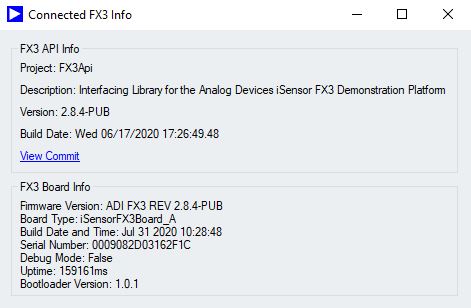 Connected FX3 Info
FX3 API Info
Project: FX3Api
Description: Interfacing Library for the Analog Devices iSensor FX3 Demonstration Platform
Version: 2.8.4-PUB
Build Date: Wed 06/17/2020 17:26:49.48
View Commit
FX3 Board Info
Firmware Version: ADI FX3 REV 2.8.4-PUB
Board Type: iSensorFX3Board_A
Build Date and Time: Jul 31 2020 10:28:48
Serial Number: 0009082D03162F1C
Debug Mode: False
Uptime: 159161ms
Bootloader Version: 1.0.1